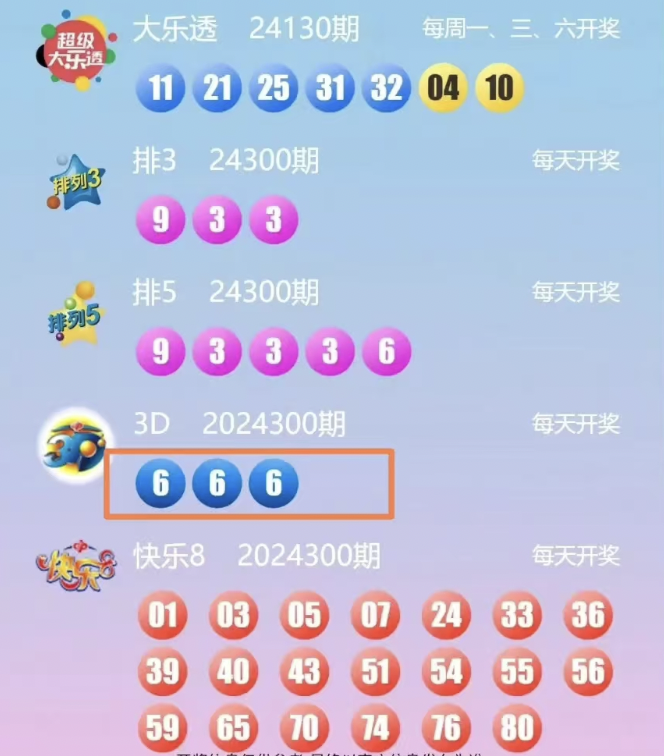 超级
大乐透
大乐透 24130期 每周一、三、六开奖
11 21 25 31 32 04 10
排列3
排3 24300期 每天开奖
9 3 3
排列5
排5 24300期 每天开奖
9 3 3 3 6
3D
3D 2024300期 每天开奖
6 6 6
快乐8
快乐8 2024300期 每天开奖
01 03 05 07 24 33 36
39 40 43 51 54 55 56
59 65 70 74 76 80